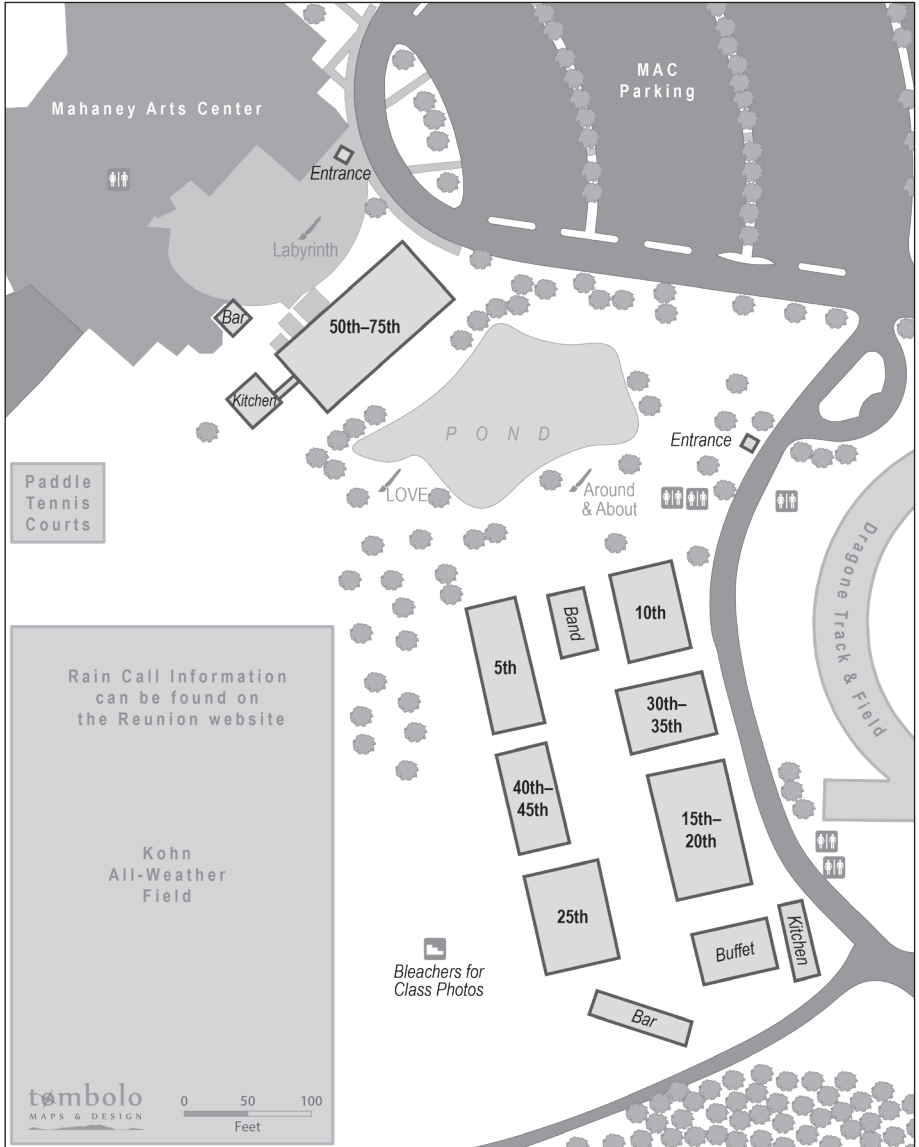 MAC
Parking
Mahaney Arts Center
Entrance
Labyrinth
Bar
50th–75th
Kitchen
POND
Entrance
Paddle
Tennis
Courts
LOVE
Around
& About
Dragone Track & Field
Band
10th
5th
30th–
35th
Rain Call Information
can be found on
the Reunion website
40th–
45th
15th–
20th
Kohn
All-Weather
Field
25th
Buffet
Kitchen
Bleachers for
Class Photos
Bar
tombolo
MAPS & DESIGN
0 50 100
Feet